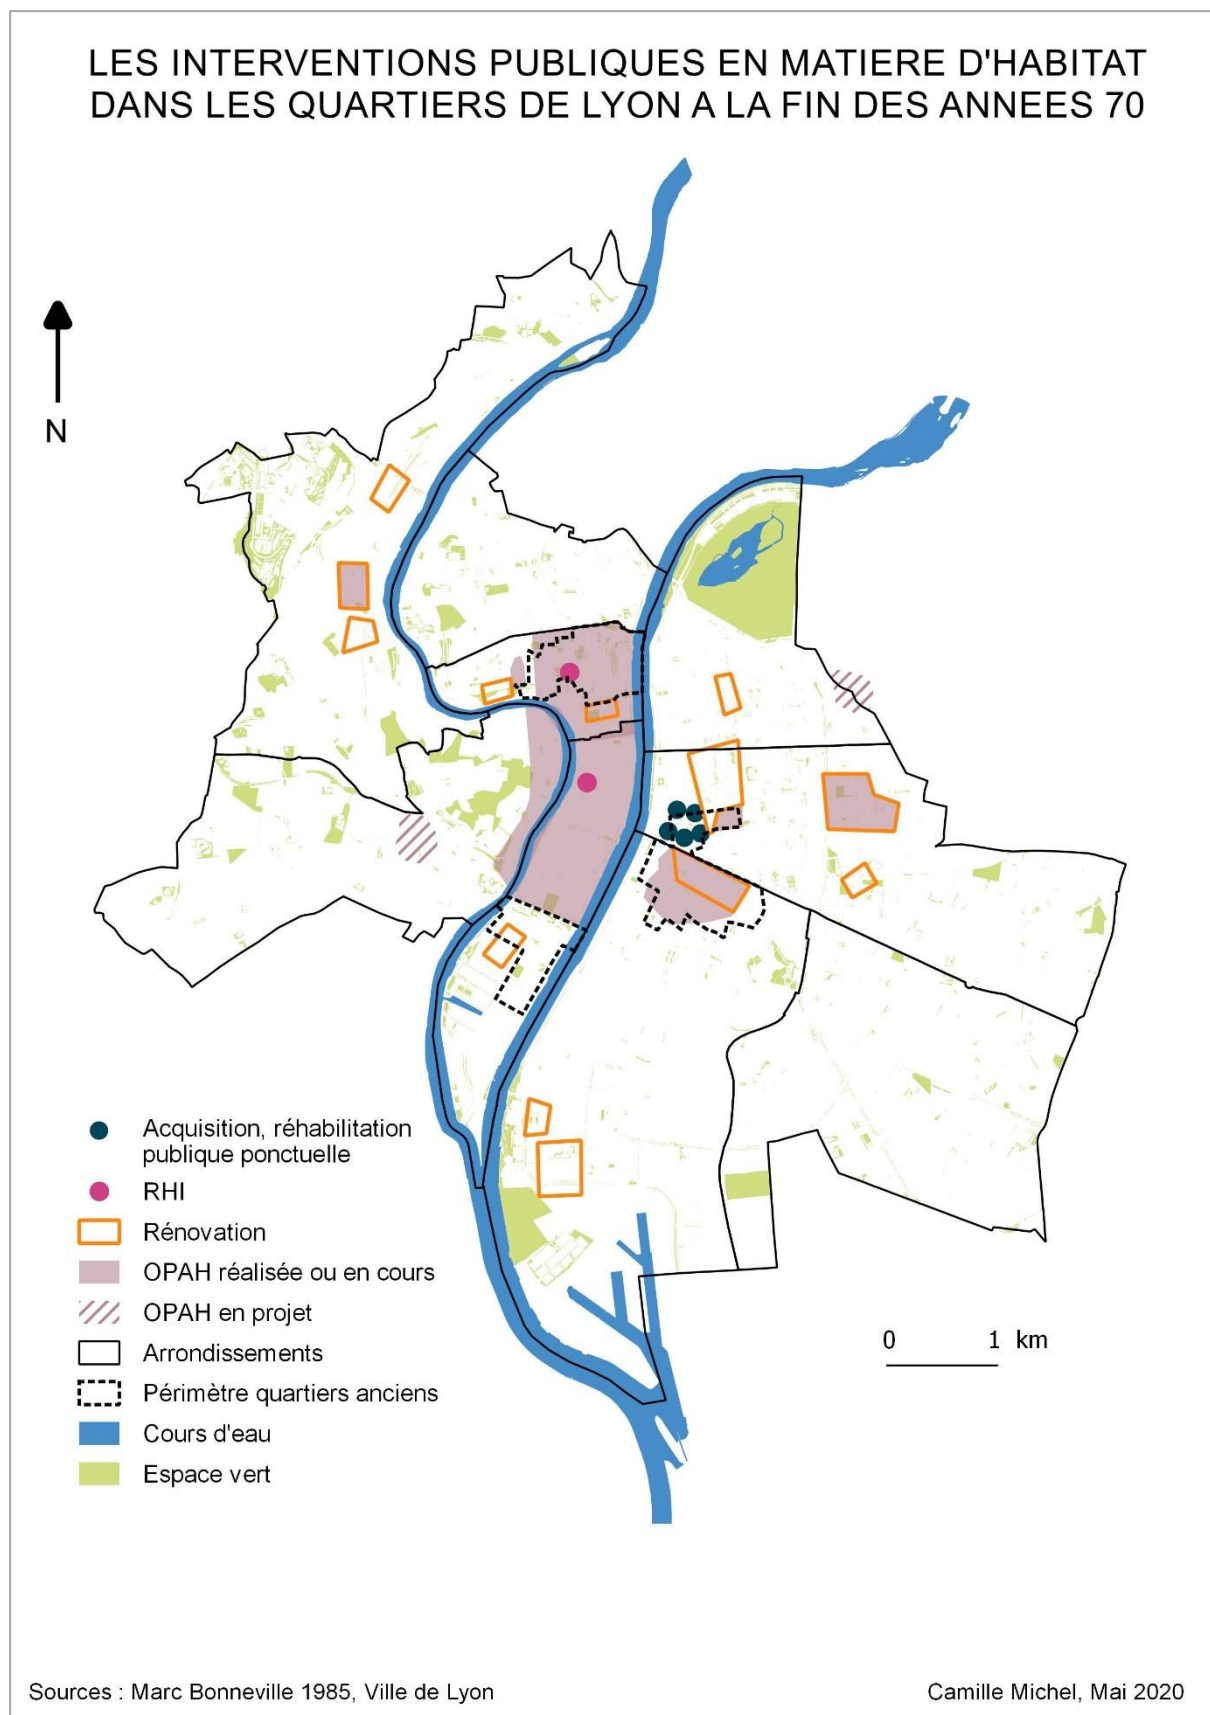 LES INTERVENTIONS PUBLIQUES EN MATIERE D'HABITAT
DANS LES QUARTIERS DE LYON A LA FIN DES ANNEES 70
N
Acquisition, réhabilitation
publique ponctuelle
RHI
Rénovation
OPAH réalisée ou en cours
OPAH en projet
Arrondissements
Périmètre quartiers anciens
Cours d'eau
Espace vert
0 1 km
Sources : Marc Bonneville 1985, Ville de Lyon
Camille Michel, Mai 2020